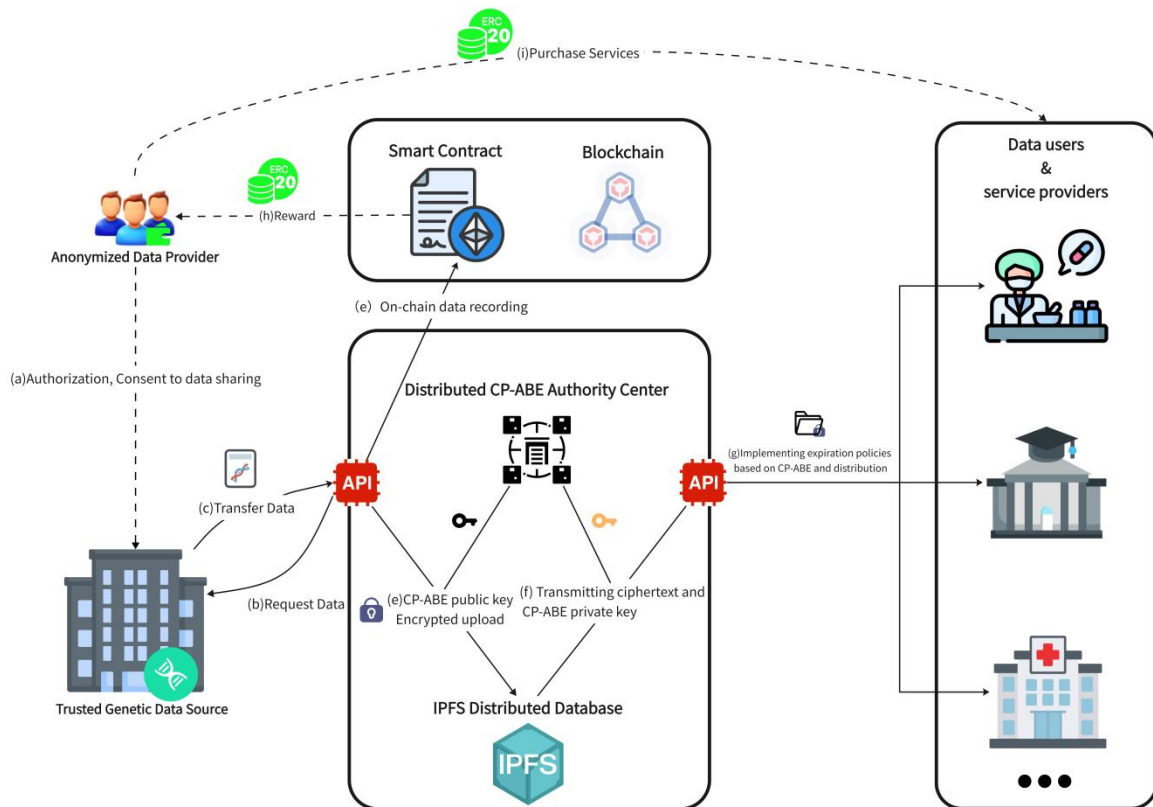 ERC
20
(i)Purchase Services
Smart Contract
Blockchain
Data users
&
service providers
ERC
20
(h)Reward
Anonymized Data Provider
(e) On-chain data recording
(a)Authorization, Consent to data sharing
Distributed CP-ABE Authority Center
(g)Implementing expiration policies
based on CP-ABE and distribution
API
API
(c)Transfer Data
(b)Request Data
(e)CP-ABE public key
Encrypted upload
(f) Transmitting ciphertext and
CP-ABE private key
Trusted Genetic Data Source
IPFS Distributed Database
IPFS